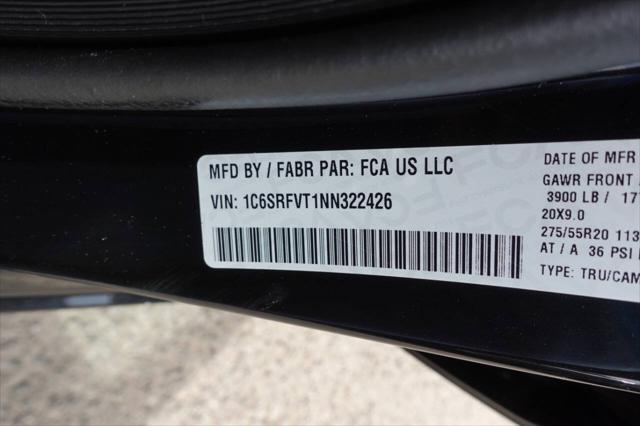 MFD BY / FABR PAR: FCA US LLC
VIN: 1C6SRFVT1NN322426
DATE OF MFR
GAWR FRONT /
3900 LB / 17
20X9.0
275/55R20 113
AT / A 36 PSI
TYPE: TRU/CAM